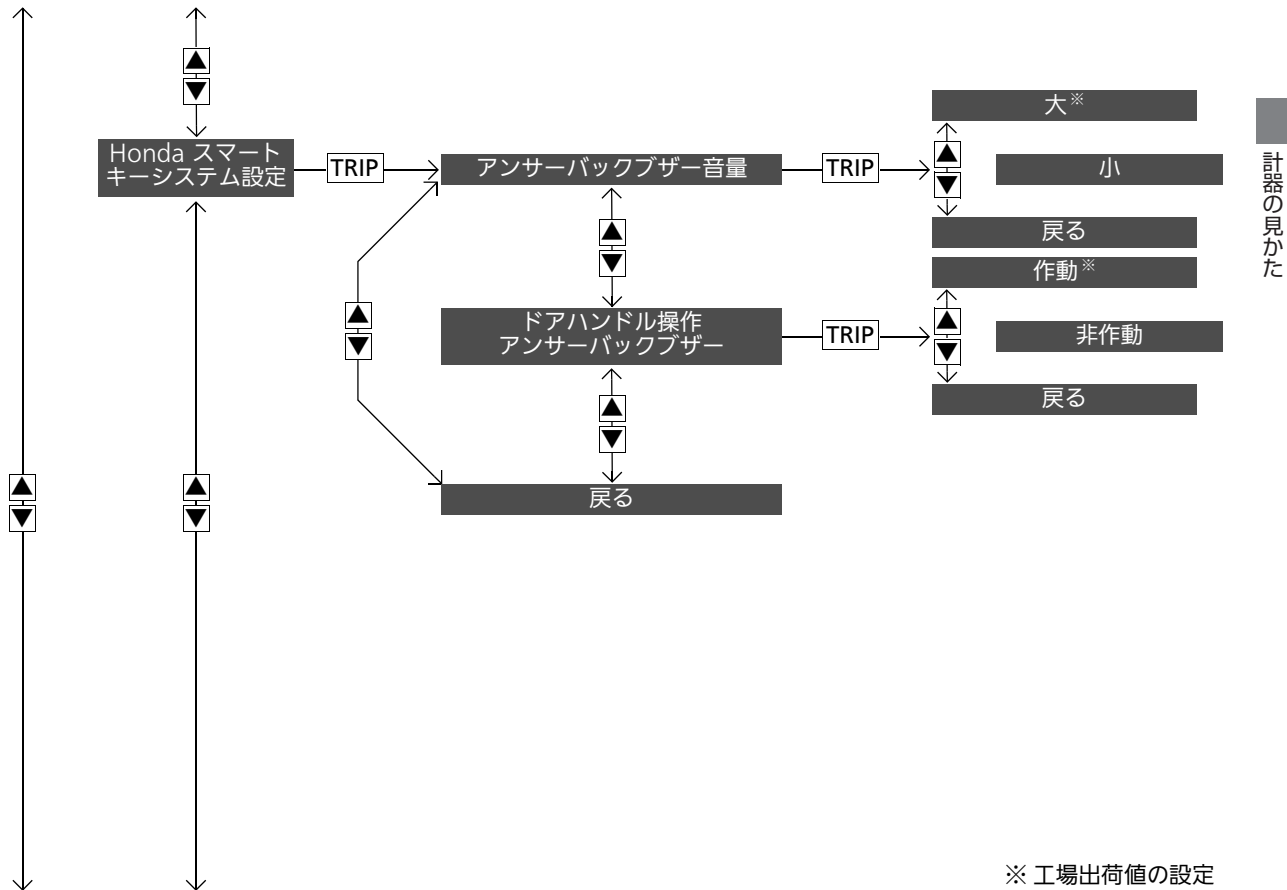 Honda スマート
キーシステム設定
TRIP
アンサーバックブザー音量
TRIP
大※
▲
▼
小
戻る
▲
▼
ドアハンドル操作
アンサーバックブザー
TRIP
作動※
▲
▼
非作動
戻る
▲
▼
戻る
▲
▼
▲
▼
▲
▼
▲
▼
計器の見かた
※ 工場出荷値の設定